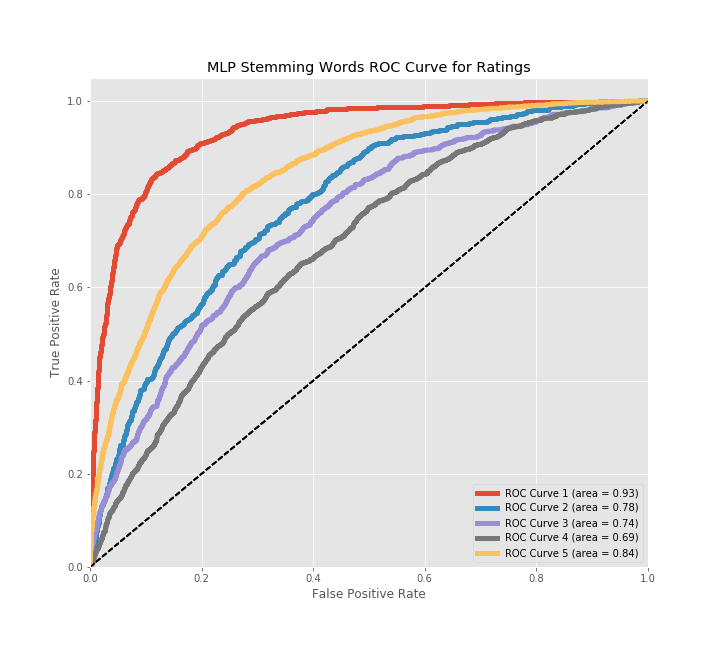 MLP Stemming Words ROC Curve for Ratings
1.0
0.8
0.6
0.4
0.2
0.0
True Positive Rate
0.0 0.2 0.4 0.6 0.8 1.0
False Positive Rate
ROC Curve 1 (area = 0.93)
ROC Curve 2 (area = 0.78)
ROC Curve 3 (area = 0.74)
ROC Curve 4 (area = 0.69)
ROC Curve 5 (area = 0.84)